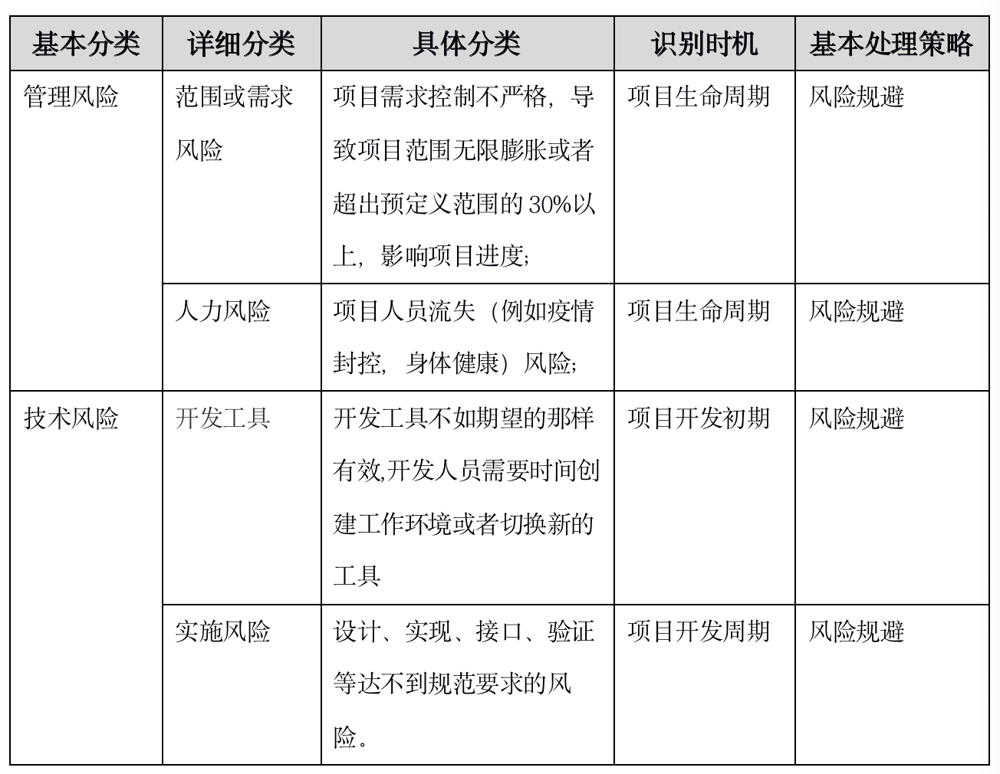 基本分类
详细分类
具体分类
识别时机
基本处理策略
管理风险
范围或需求
风险
项目需求控制不严格，导
致项目范围无限膨胀或者
超出预定义范围的 30%以
上，影响项目进度;
项目生命周期
风险规避
人力风险
项目人员流失（例如疫情
封控，身体健康）风险;
项目生命周期
风险规避
技术风险
开发工具
开发工具不如期望的那样
有效,开发人员需要时间创
建工作环境或者切换新的
工具
项目开发初期
风险规避
实施风险
设计、实现、接口、验证
等达不到规范要求的风
险。
项目开发周期
风险规避